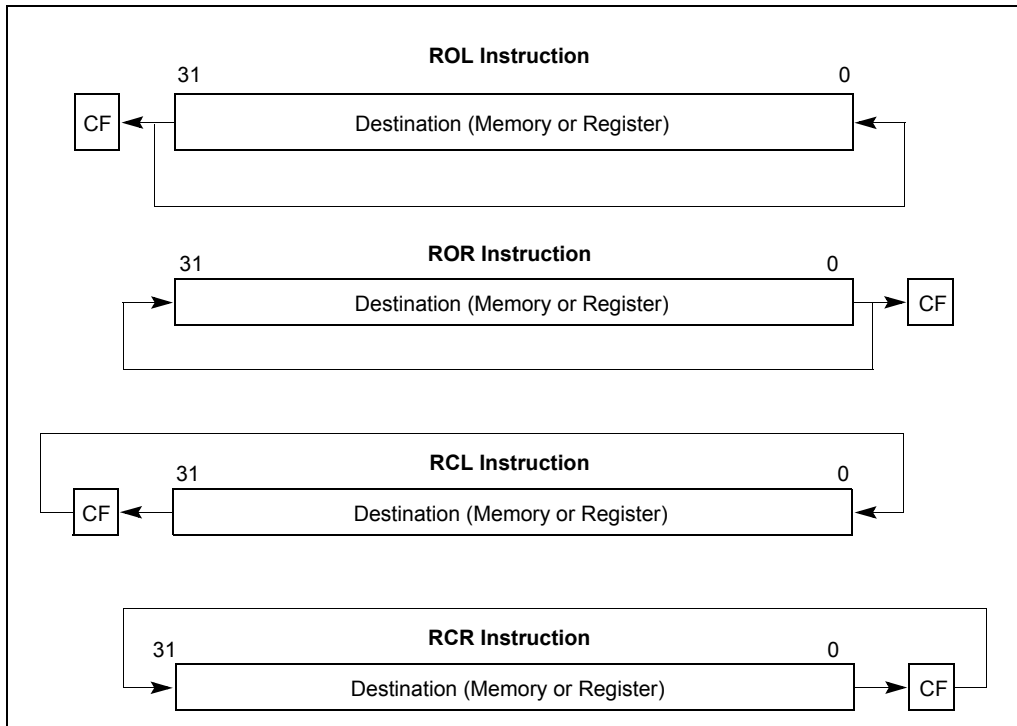 ROL Instruction
31 0
CF Destination (Memory or Register)
ROR Instruction
31 0
Destination (Memory or Register) CF
RCL Instruction
31 0
CF Destination (Memory or Register)
RCR Instruction
31 0
Destination (Memory or Register) CF